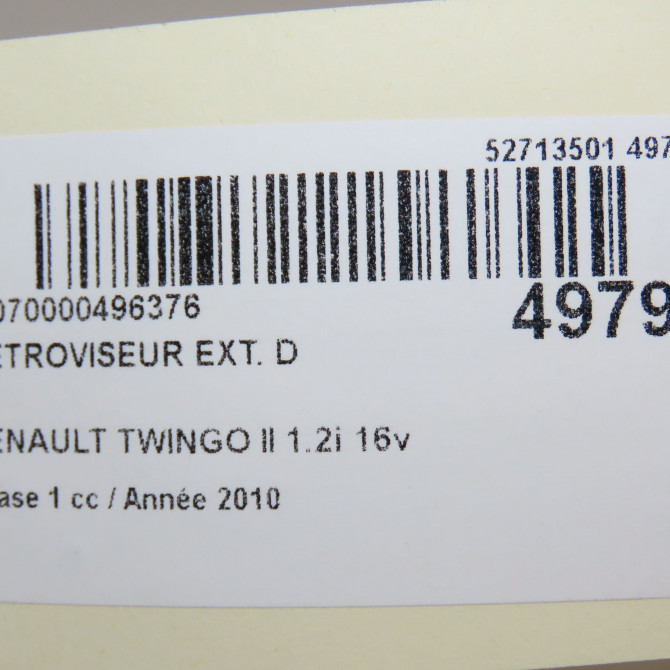 52713501 497
070000496376
4979
ETROVISEUR EXT. D
ENAULT TWINGO II 1.2i 16v
ase 1 cc / Année 2010